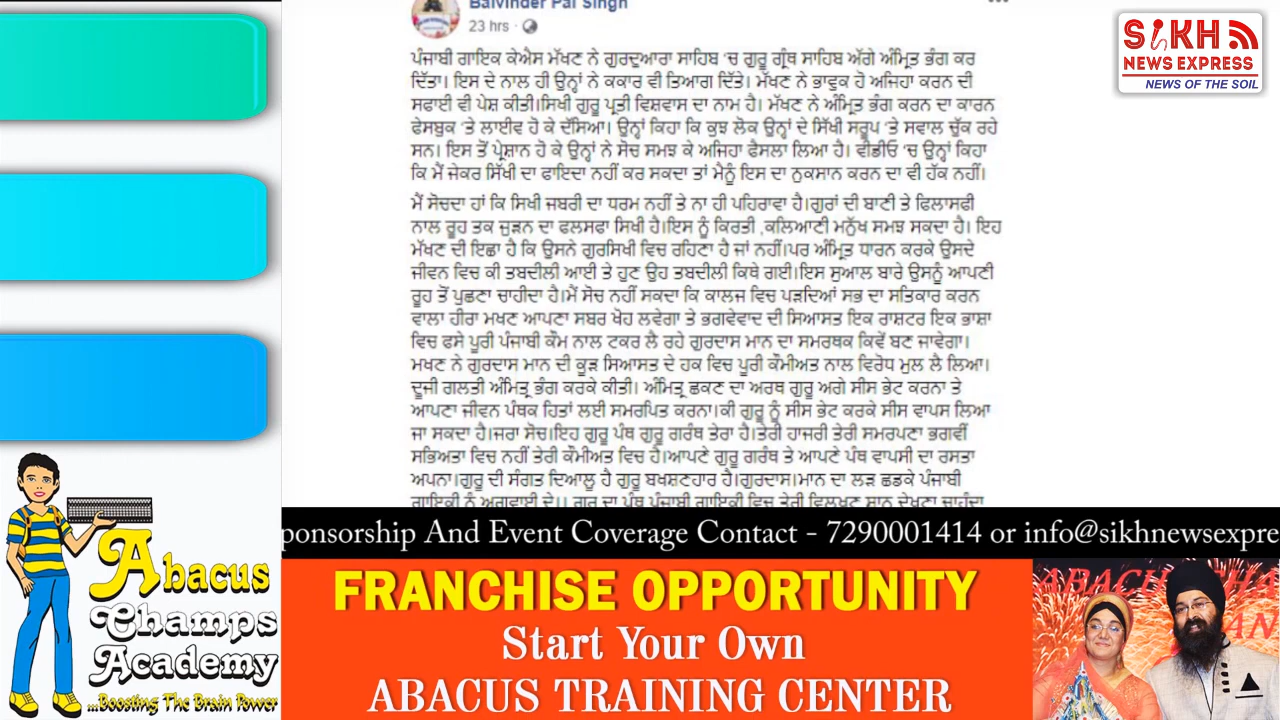 Balvinder Pal Singh
23 hrs ·
SIKH
NEWS EXPRESS
NEWS OF THE SOIL
ਪੰਜਾਬੀ ਗਾਇਕ ਕੇਐਸ ਮੱਖਣ ਨੇ ਗੁਰਦੁਆਰਾ ਸਾਹਿਬ 'ਚ ਗੁਰੂ ਗ੍ਰੰਥ ਸਾਹਿਬ ਅੱਗੇ ਅੰਮ੍ਰਿਤ ਭੰਗ ਕਰ
ਦਿੱਤਾ। ਇਸ ਦੇ ਨਾਲ ਹੀ ਉਨ੍ਹਾਂ ਨੇ ਕਕਾਰ ਵੀ ਤਿਆਗ ਦਿੱਤੇ। ਮੱਖਣ ਨੇ ਭਾਵੁਕ ਹੋ ਅਜਿਹਾ ਕਰਨ ਦੀ
ਸਫਾਈ ਵੀ ਪੇਸ਼ ਕੀਤੀ।ਸਿਖੀ ਗੁਰੂ ਪ੍ਰਤੀ ਵਿਸ਼ਵਾਸ ਦਾ ਨਾਮ ਹੈ। ਮੱਖਣ ਨੇ ਅੰਮ੍ਰਿਤ ਭੰਗ ਕਰਨ ਦਾ ਕਾਰਨ
ਫੇਸਬੁਕ 'ਤੇ ਲਾਈਵ ਹੋ ਕੇ ਦੱਸਿਆ। ਉਨ੍ਹਾਂ ਕਿਹਾ ਕਿ ਕੁਝ ਲੋਕ ਉਨ੍ਹਾਂ ਦੇ ਸਿੱਖੀ ਸਰੂਪ 'ਤੇ ਸਵਾਲ ਚੁੱਕ ਰਹੇ
ਸਨ। ਇਸ ਤੋਂ ਪ੍ਰੇਸ਼ਾਨ ਹੋ ਕੇ ਉਨ੍ਹਾਂ ਨੇ ਸੋਚ ਸਮਝ ਕੇ ਅਜਿਹਾ ਫੈਸਲਾ ਲਿਆ ਹੈ। ਵੀਡੀਓ 'ਚ ਉਨ੍ਹਾਂ ਕਿਹਾ
ਕਿ ਮੈਂ ਜੇਕਰ ਸਿੱਖੀ ਦਾ ਫਾਇਦਾ ਨਹੀਂ ਕਰ ਸਕਦਾ ਤਾਂ ਮੈਨੂੰ ਇਸ ਦਾ ਨੁਕਸਾਨ ਕਰਨ ਦਾ ਵੀ ਹੱਕ ਨਹੀਂ।
ਮੈਂ ਸੋਚਦਾ ਹਾਂ ਕਿ ਸਿਖੀ ਜਬਰੀ ਦਾ ਧਰਮ ਨਹੀਂ ਤੇ ਨਾ ਹੀ ਪਹਿਰਾਵਾ ਹੈ।ਗੁਰਾਂ ਦੀ ਬਾਣੀ ਤੇ ਫਿਲਾਸਫੀ
ਨਾਲ ਰੂਹ ਤਕ ਜੁੜਨ ਦਾ ਫਲਸਫਾ ਸਿਖੀ ਹੈ।ਇਸ ਨੂੰ ਕਿਰਤੀ ,ਕਲਿਆਣੀ ਮਨੁੱਖ ਸਮਝ ਸਕਦਾ ਹੈ। ਇਹ
ਮੱਖਣ ਦੀ ਇਛਾ ਹੈ ਕਿ ਉਸਨੇ ਗੁਰਸਿਖੀ ਵਿਚ ਰਹਿਣਾ ਹੈ ਜਾਂ ਨਹੀਂ।ਪਰ ਅੰਮ੍ਰਿਤ ਧਾਰਨ ਕਰਕੇ ਉਸਦੇ
ਜੀਵਨ ਵਿਚ ਕੀ ਤਬਦੀਲੀ ਆਈ ਤੇ ਹੁਣ ਉਹ ਤਬਦੀਲੀ ਕਿਥੇ ਗਈ।ਇਸ ਸੁਆਲ ਬਾਰੇ ਉਸਨੂੰ ਆਪਣੀ
ਰੂਹ ਤੋਂ ਪੁਛਣਾ ਚਾਹੀਦਾ ਹੈ।ਮੈਂ ਸੋਚ ਨਹੀਂ ਸਕਦਾ ਕਿ ਕਾਲਜ ਵਿਚ ਪੜਦਿਆਂ ਸਭ ਦਾ ਸਤਿਕਾਰ ਕਰਨ
ਵਾਲਾ ਹੀਰਾ ਮਖਣ ਆਪਣਾ ਸਬਰ ਖੋਹ ਲਵੇਗਾ ਤੇ ਭਗਵੇਵਾਦ ਦੀ ਸਿਆਸਤ ਇਕ ਰਾਸ਼ਟਰ ਇਕ ਭਾਸ਼ਾ
ਵਿਚ ਫਸੇ ਪੂਰੀ ਪੰਜਾਬੀ ਕੌਮ ਨਾਲ ਟਕਰ ਲੈ ਰਹੇ ਗੁਰਦਾਸ ਮਾਨ ਦਾ ਸਮਰਥਕ ਕਿਵੇਂ ਬਣ ਜਾਵੇਗਾ।
ਮਖਣ ਨੇ ਗੁਰਦਾਸ ਮਾਨ ਦੀ ਕੂੜ ਸਿਆਸਤ ਦੇ ਹਕ ਵਿਚ ਪੂਰੀ ਕੌਮੀਅਤ ਨਾਲ ਵਿਰੋਧ ਮੁਲ ਲੈ ਲਿਆ।
ਦੂਜੀ ਗਲਤੀ ਅੰਮ੍ਰਿਤ ਭੰਗ ਕਰਕੇ ਕੀਤੀ। ਅੰਮ੍ਰਿਤ ਛਕਣ ਦਾ ਅਰਥ ਗੁਰੂ ਅਗੇ ਸੀਸ ਭੇਟ ਕਰਨਾ ਤੇ
ਆਪਣਾ ਜੀਵਨ ਪੰਥਕ ਹਿਤਾਂ ਲਈ ਸਮਰਪਿਤ ਕਰਨਾ।ਕੀ ਗੁਰੂ ਨੂੰ ਸੀਸ ਭੇਟ ਕਰਕੇ ਸੀਸ ਵਾਪਸ ਲਿਆ
ਜਾ ਸਕਦਾ ਹੈ।ਜਰਾ ਸੋਚ।ਇਹ ਗੁਰੂ ਪੰਥ ਗੁਰੂ ਗਰੰਥ ਤੇਰਾ ਹੈ।ਤੇਰੀ ਹਾਜਰੀ ਤੇਰੀ ਸਮਰਪਣਾ ਭਗਵੀਂ
ਸਭਿਅਤਾ ਵਿਚ ਨਹੀਂ ਤੇਰੀ ਕੌਮੀਅਤ ਵਿਚ ਹੈ।ਆਪਣੇ ਗੁਰੂ ਗਰੰਥ ਤੇ ਆਪਣੇ ਪੰਥ ਵਾਪਸੀ ਦਾ ਰਸਤਾ
ਅਪਨਾ।ਗੁਰੂ ਦੀ ਸੰਗਤ ਦਿਆਲੂ ਹੈ ਗੁਰੂ ਬਖਸ਼ਣਹਾਰ ਹੈ।ਗੁਰਦਾਸ।ਮਾਨ ਦਾ ਲੜ ਛਡਕੇ ਪੰਜਾਬੀ
ਗਾਇਕੀ ਨੂੰ ਅਗਵਾਈ ਦੇ।। ਗੁਰੂ ਦਾ ਪੰਥ ਪੰਜਾਬੀ ਗਾਇਕੀ ਵਿਚ ਤੇਰੀ ਵਿਲਖਣ ਸ਼ਾਨ ਦੇਖਣਾ ਚਾਹੁੰਦਾ
ponsorship And Event Coverage Contact - 7290001414 or info@sikhnewsexpre
Abacus
Champs
Academy
...Boosting The Brain Power
FRANCHISE OPPORTUNITY
Start Your Own
ABACUS TRAINING CENTER